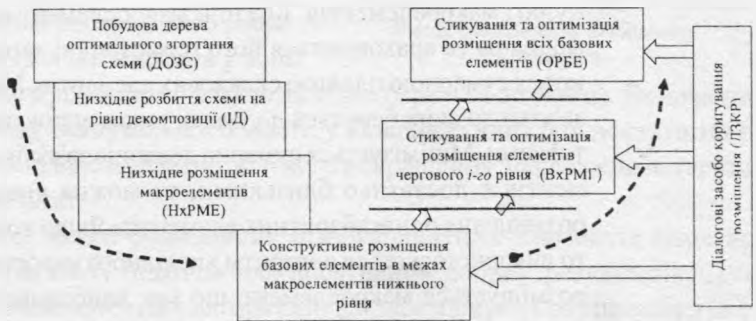 Побудова дерева
оптимального згортання
схеми (ДОЗС)
Низхідне розбиття схеми на
рівні декомпозиції (ІД)
Низхідне розміщення
макроелементів
(НхРМЕ)
Конструктивне розміщення
базових елементів в межах
макроелементів нижнього
рівня
Стикування та оптимізація
розміщення елементів
чергового і-го рівня (ВхРМГ)
Стикування та оптимізація
розміщення всіх базових
елементів (ОРБЕ)
Діалогові засобо коригування
розміщення (ДЗКР)